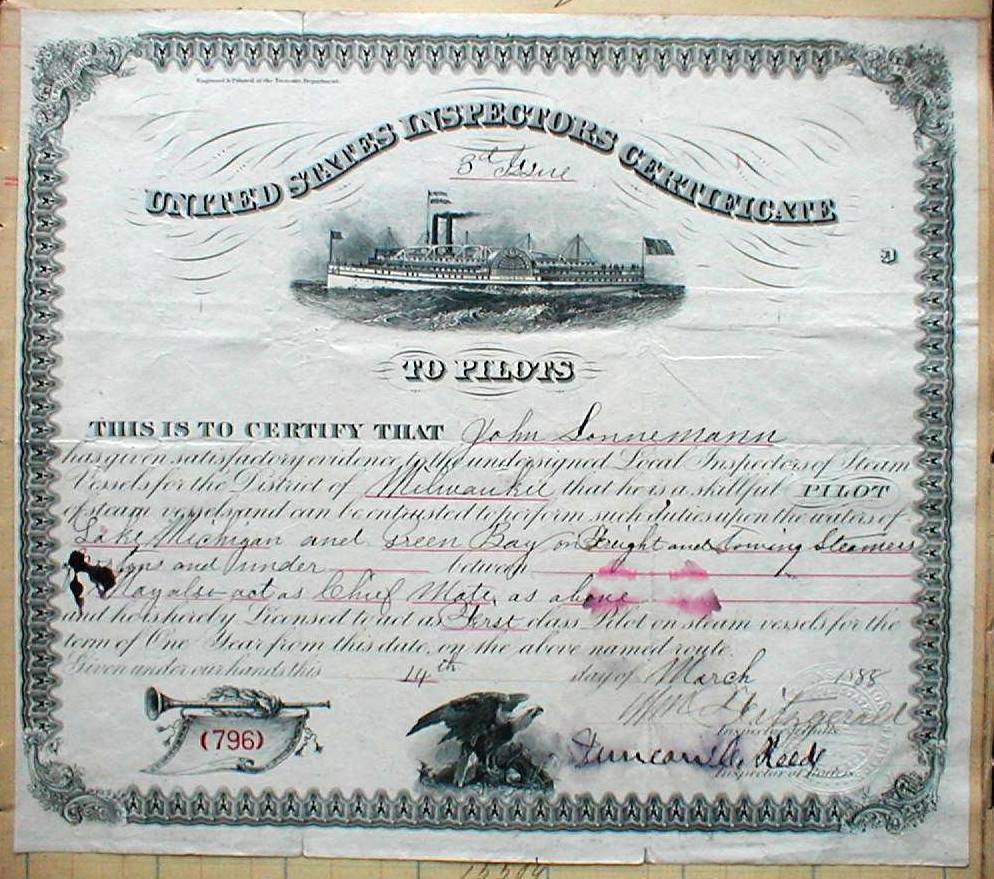 Engraved & Printed at the Treasury Department.
UNITED STATES INSPECTORS CERTIFICATE
3d Issue
TO PILOTS
THIS IS TO CERTIFY THAT John Sonnemann
has given satisfactory evidence to the undersigned Local Inspectors of Steam
Vessels for the District of Milwaukee that he is a skillful PILOT
of steam vessels and can be entrusted to perform such duties upon the waters of
Lake Michigan and Green Bay on Freight and Towing Steamers
tons and under between
May also act as Chief Mate, as above
and he is hereby Licensed to act as First class Pilot on steam vessels for the
term of One Year from this date, on the above named route.
Given under our hands this 14th day of March 1888
Wm Fitzgerald
Inspector of Hulls
(796)
Duncan Reed
Inspector of Boilers